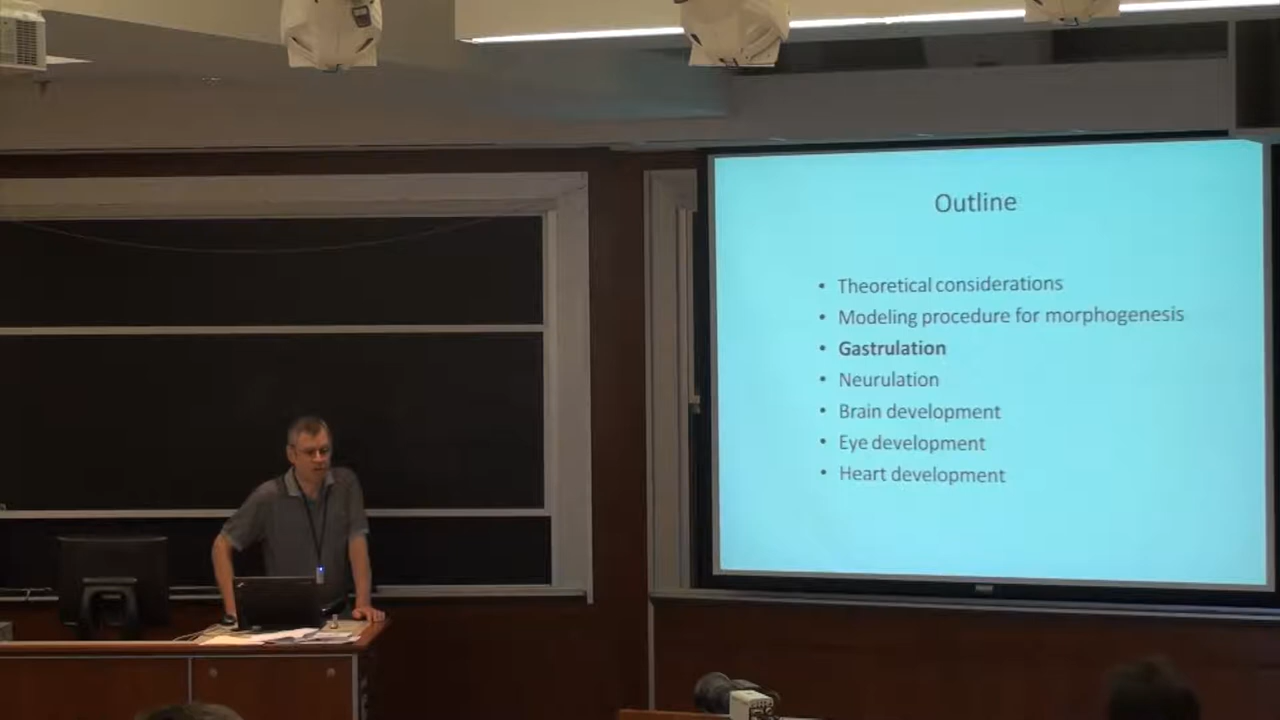 Outline
• Theoretical considerations
• Modeling procedure for morphogenesis
• Gastrulation
• Neurulation
• Brain development
• Eye development
• Heart development